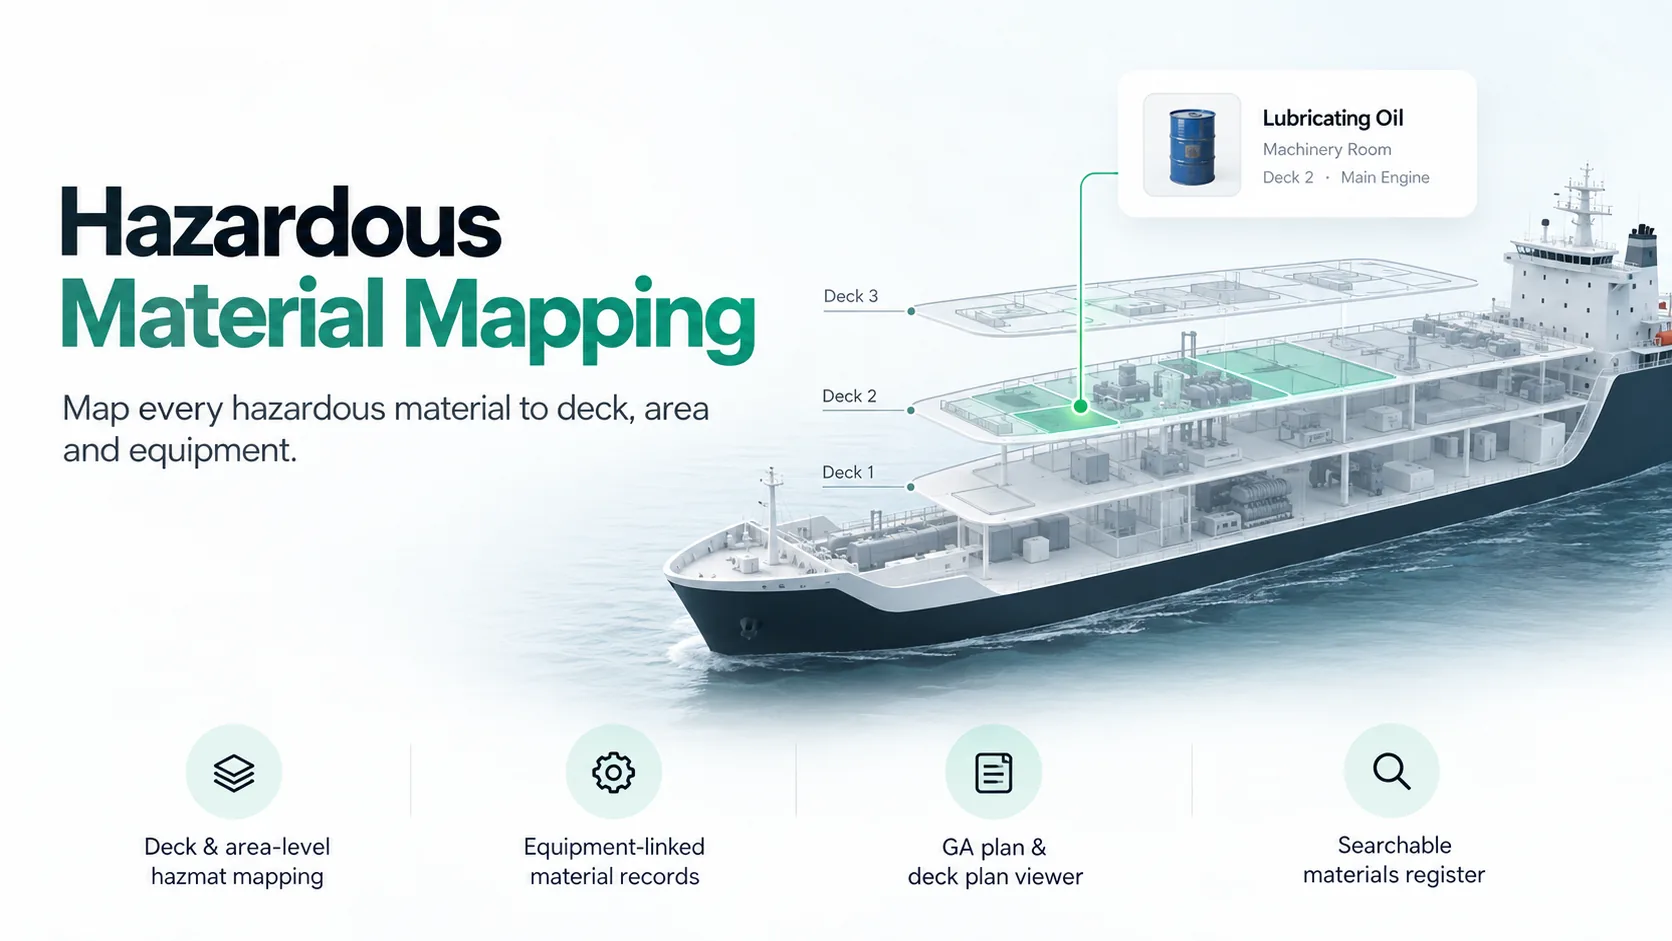 Hazardous
Material Mapping
Map every hazardous material to deck, area
and equipment.
Lubricating Oil
Machinery Room
Deck 2 · Main Engine
Deck 3
Deck 2
Deck 1
Deck & area-level
hazmat mapping
Equipment-linked
material records
GA plan &
deck plan viewer
Searchable
materials register